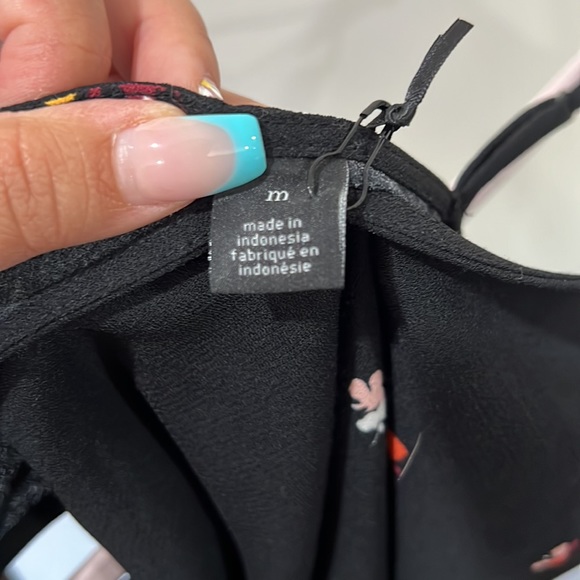 m
made in
indonesia
fabriqué en
indonésie